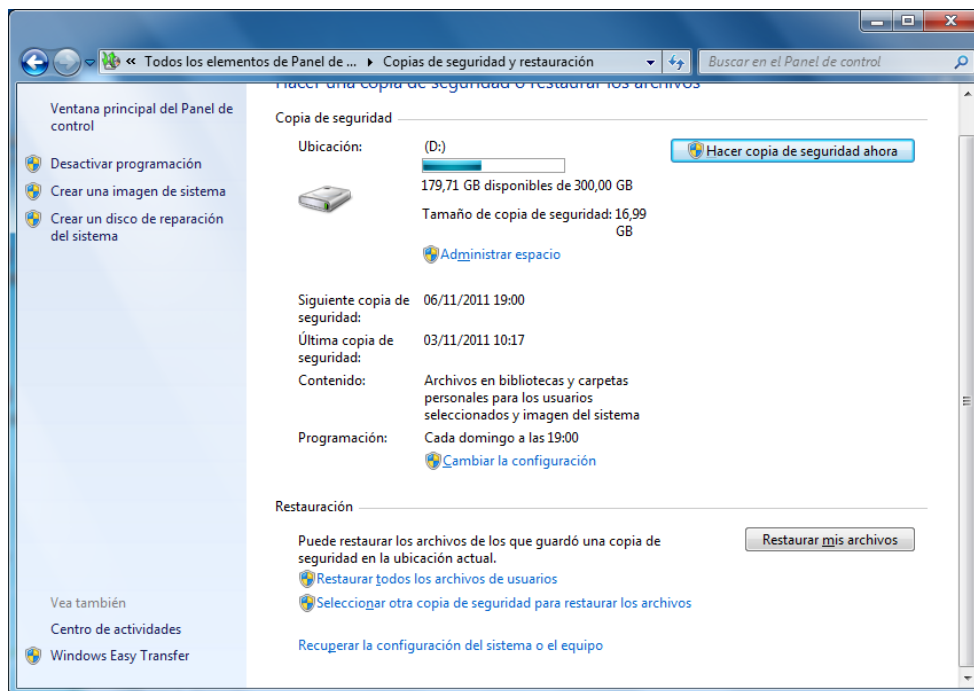 « Todos los elementos de Panel de ... ▸ Copias de seguridad y restauración
Buscar en el Panel de control
Ventana principal del Panel de
control
Desactivar programación
Crear una imagen de sistema
Crear un disco de reparación
del sistema
Vea también
Centro de actividades
Windows Easy Transfer
Hacer una copia de seguridad o restaurar los archivos
Copia de seguridad
Ubicación:
(D:)
Hacer copia de seguridad ahora
179,71 GB disponibles de 300,00 GB
Tamaño de copia de seguridad: 16,99
GB
Administrar espacio
Siguiente copia de
seguridad:
06/11/2011 19:00
Última copia de
seguridad:
03/11/2011 10:17
Contenido:
Archivos en bibliotecas y carpetas
personales para los usuarios
seleccionados y imagen del sistema
Programación:
Cada domingo a las 19:00
Cambiar la configuración
Restauración
Puede restaurar los archivos de los que guardó una copia de
seguridad en la ubicación actual.
Restaurar mis archivos
Restaurar todos los archivos de usuarios
Seleccionar otra copia de seguridad para restaurar los archivos
Recuperar la configuración del sistema o el equipo